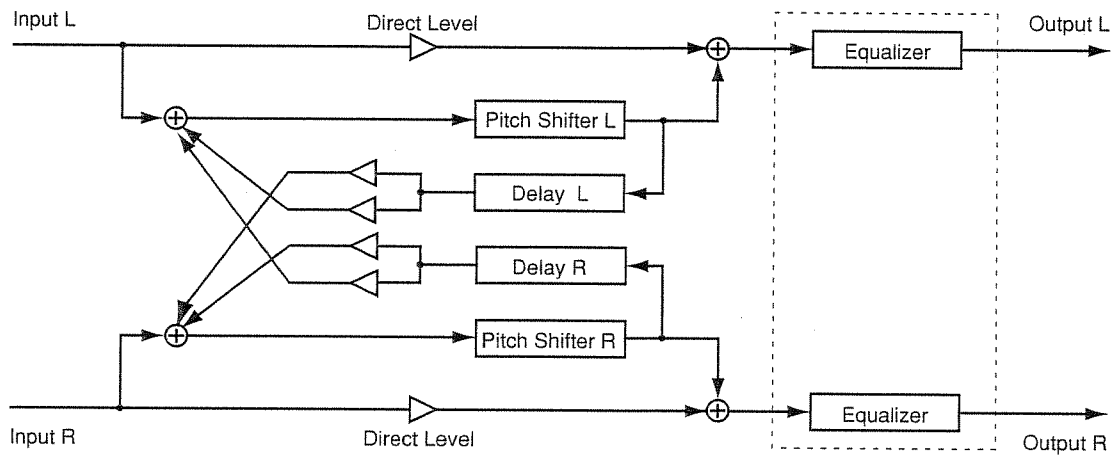 Input L
Direct Level
Output L
Equalizer
Pitch Shifter L
Delay L
Delay R
Pitch Shifter R
Equalizer
Input R
Direct Level
Output R